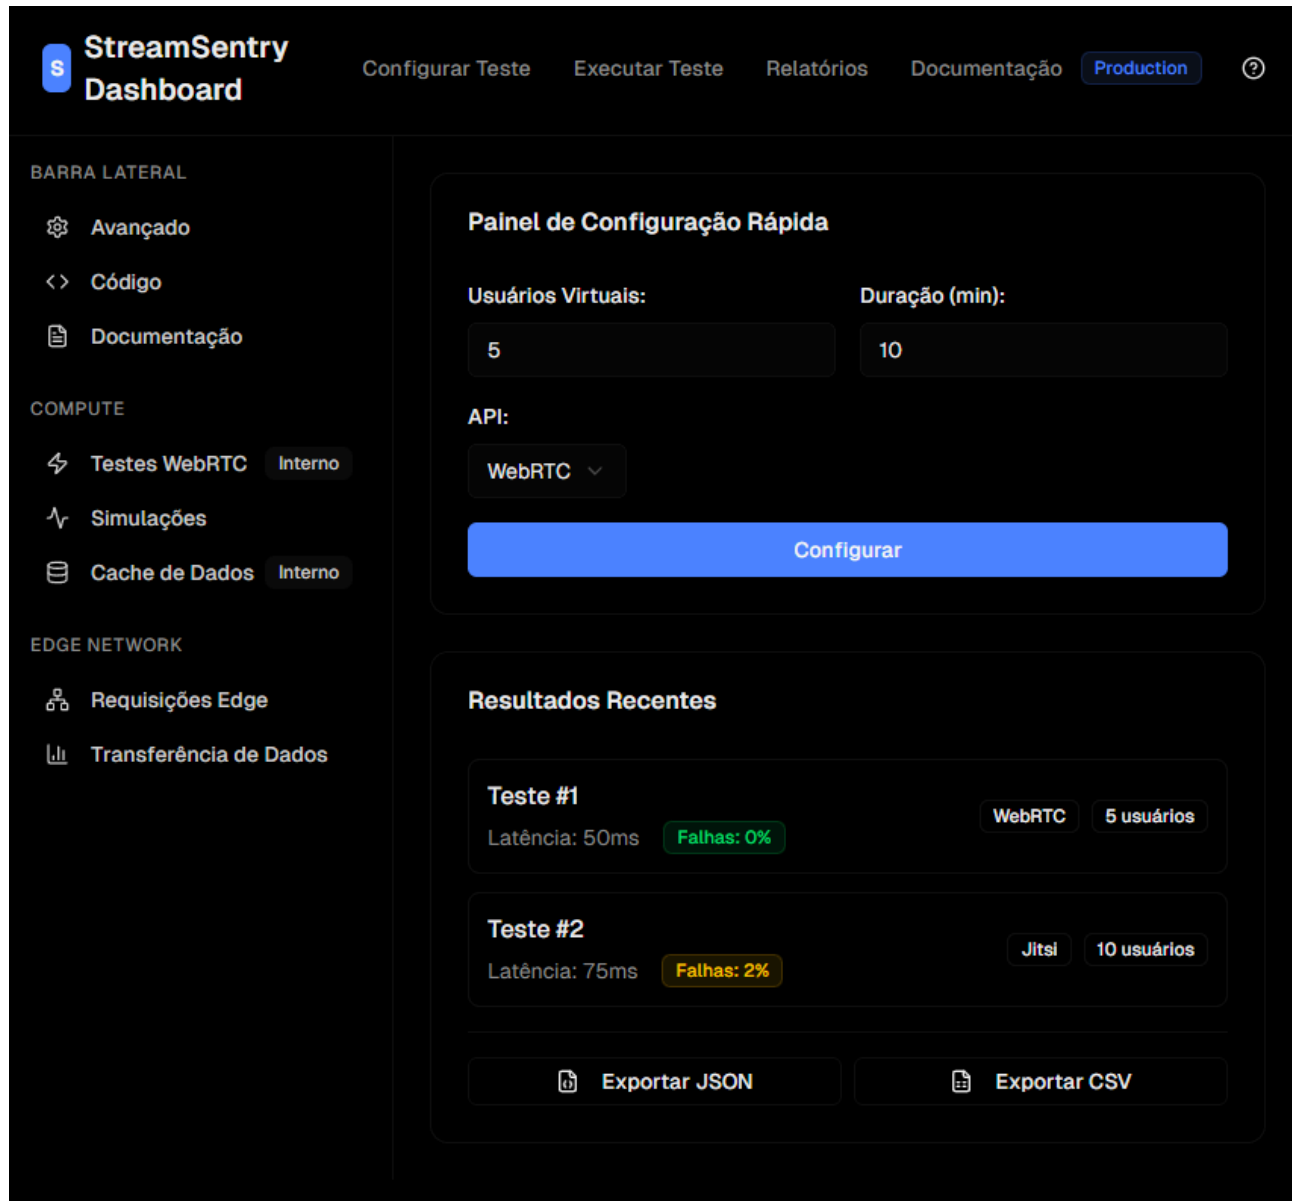 S
StreamSentry
Dashboard
Configurar Teste
Executar Teste
Relatórios
Documentação
Production
?
BARRA LATERAL
Avançado
Código
Documentação
COMPUTE
Testes WebRTC Interno
Simulações
Cache de Dados Interno
EDGE NETWORK
Requisições Edge
Transferência de Dados
Painel de Configuração Rápida
Usuários Virtuais:
5
Duração (min):
10
API:
WebRTC
Configurar
Resultados Recentes
Teste #1
Latência: 50ms Falhas: 0%
WebRTC 5 usuários
Teste #2
Latência: 75ms Falhas: 2%
Jitsi 10 usuários
Exportar JSON
Exportar CSV